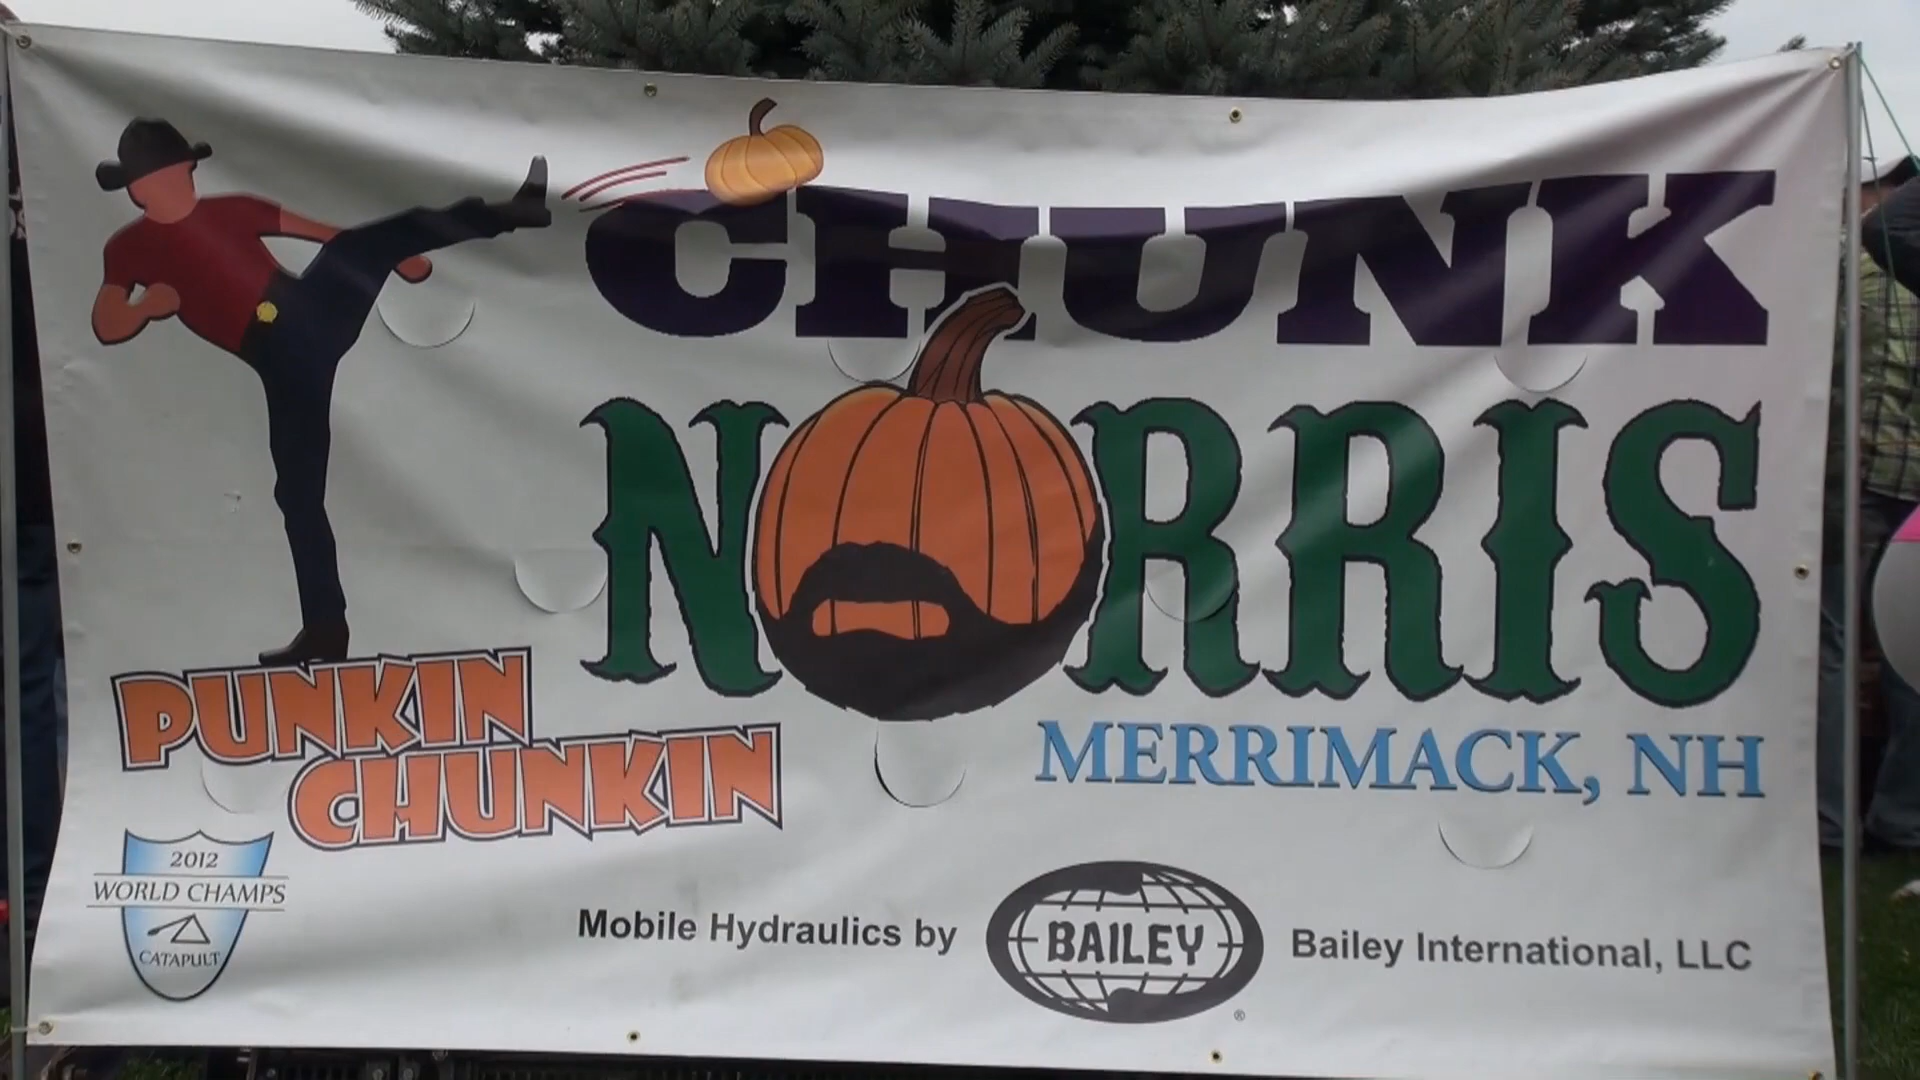 CHUNK
NORRIS
PUNKIN
CHUNKIN
MERRIMACK, NH
2012
WORLD CHAMPS
CATAPULT
Mobile Hydraulics by
BAILEY
®
Bailey International, LLC